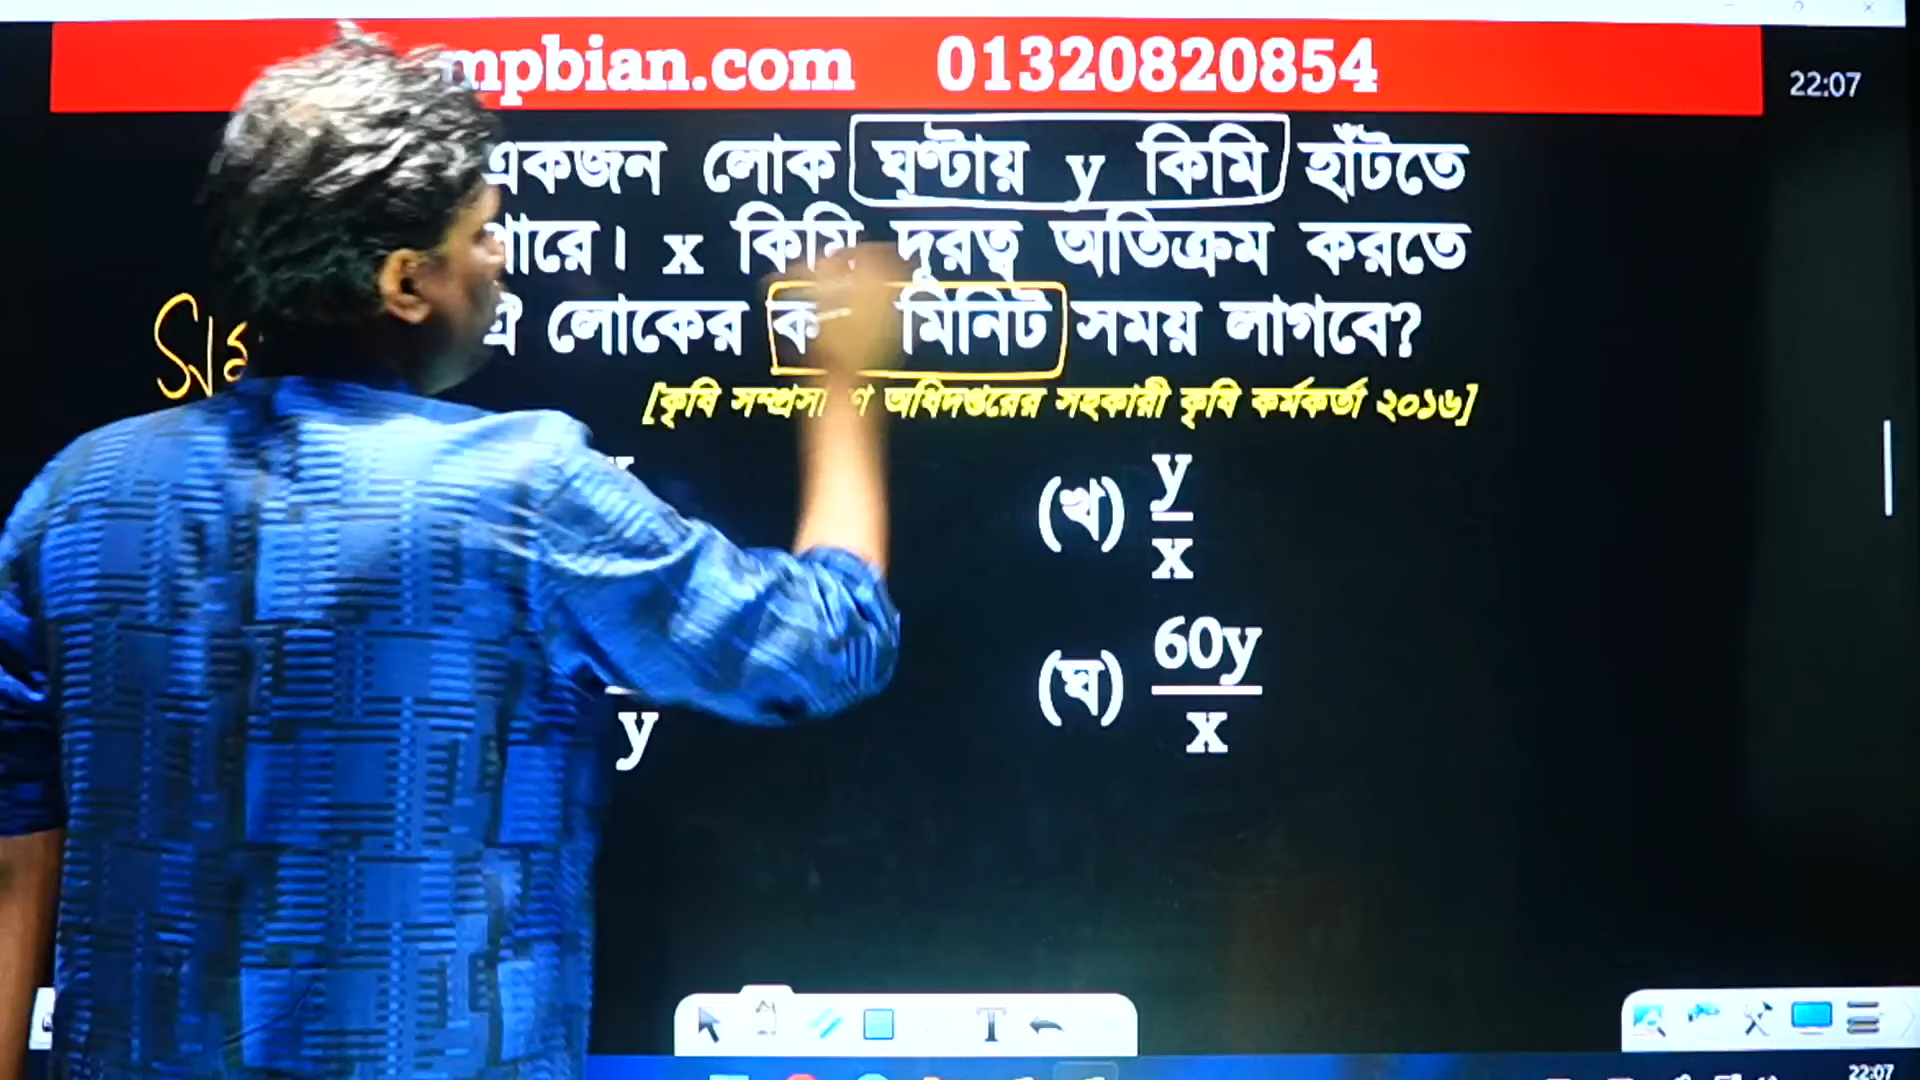 mpbian.com 01320820854
22:07
একজন লোক ঘণ্টায় y কিমি হাঁটতে
পারে। x কিমি দূরত্ব অতিক্রম করতে
ঐ লোকের মিনিট সময় লাগবে?
[কৃষি সম্প্রসারণ অধিদপ্তরের সহকারী কৃষি কর্মকর্তা ২০১৬]
(খ) y/x
y
(ঘ) 60y/x
T
22:07